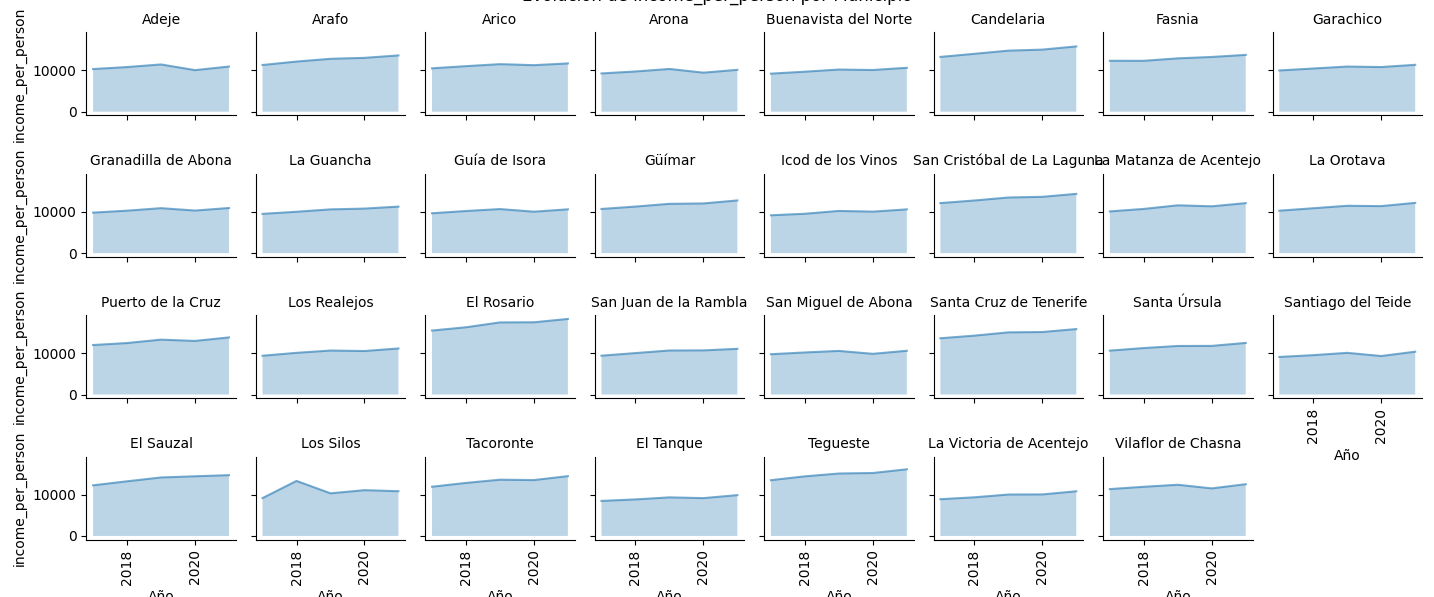 Evolución de income_per_person por Municipio
Adeje Arafo Arico Arona Buenavista del Norte Candelaria Fasnia Garachico
income_per_person
10000
0
Granadilla de Abona La Guancha Guía de Isora Güímar Icod de los Vinos San Cristóbal de La Laguna La Matanza de Acentejo La Orotava
income_per_person
10000
0
Puerto de la Cruz Los Realejos El Rosario San Juan de la Rambla San Miguel de Abona Santa Cruz de Tenerife Santa Úrsula Santiago del Teide
income_per_person
10000
0
2018 2020
Año
El Sauzal Los Silos Tacoronte El Tanque Tegueste La Victoria de Acentejo Vilaflor de Chasna
income_per_person
10000
0
2018 2020 2018 2020 2018 2020 2018 2020 2018 2020 2018 2020 2018 2020
Año Año Año Año Año Año Año